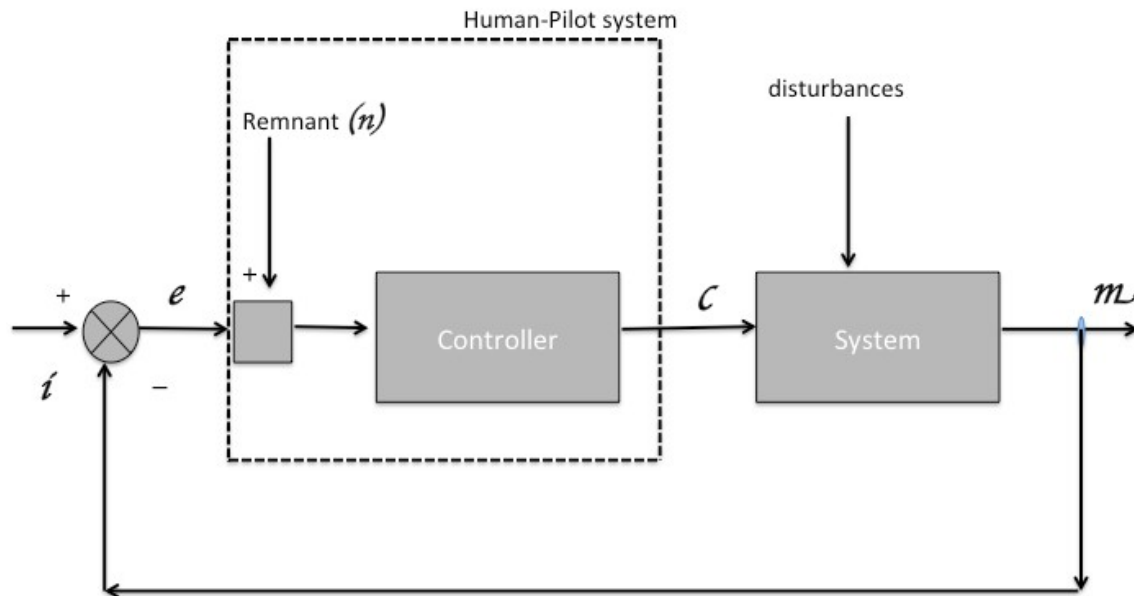 Human-Pilot system
disturbances
Remnant (n)
+
+ e C m
Controller System
i −